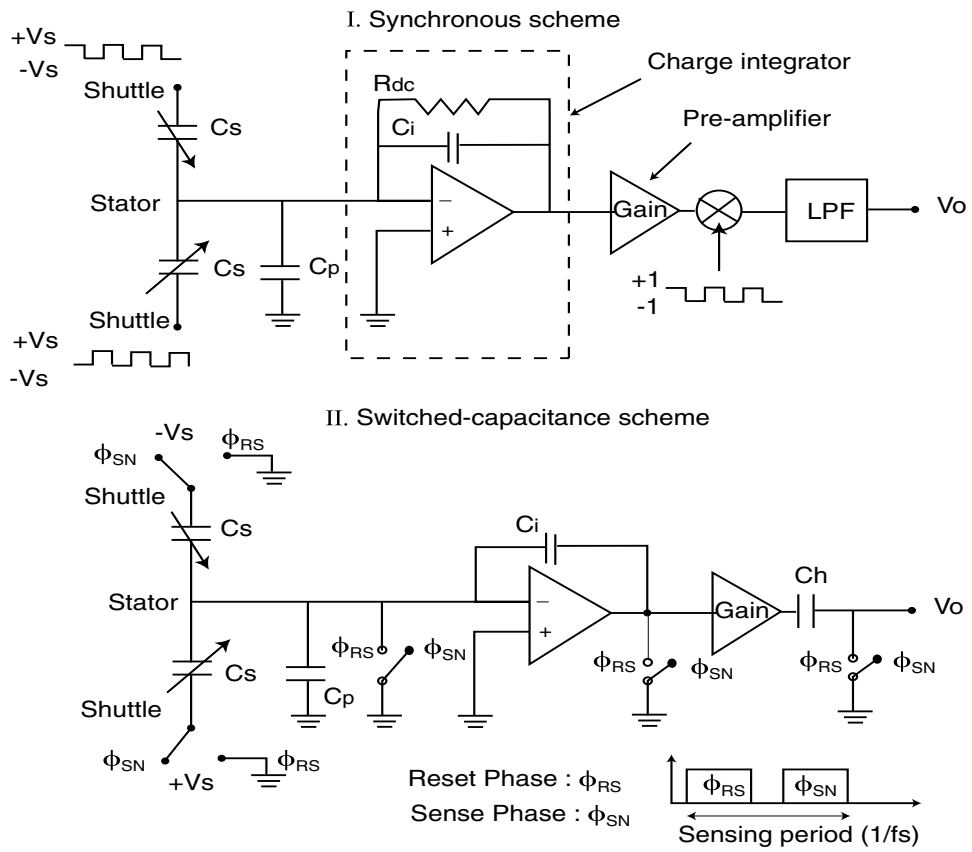 I. Synchronous scheme
+Vs
-Vs
Shuttle
Cs
Stator
Cs
Cp
Shuttle
+Vs
-Vs
Rdc
Ci
−
+
Charge integrator
Pre-amplifier
Gain
LPF
Vo
+1
-1
II. Switched-capacitance scheme
-Vs
ϕSN
ϕRS
Shuttle
Cs
Stator
Cs
Shuttle
ϕSN
+Vs
ϕRS
Cp
ϕRS
ϕSN
Ci
−
+
ϕRS
ϕSN
Gain
Ch
Vo
ϕRS
ϕSN
Reset Phase : ϕRS
Sense Phase : ϕSN
ϕRS
ϕSN
Sensing period (1/fs)